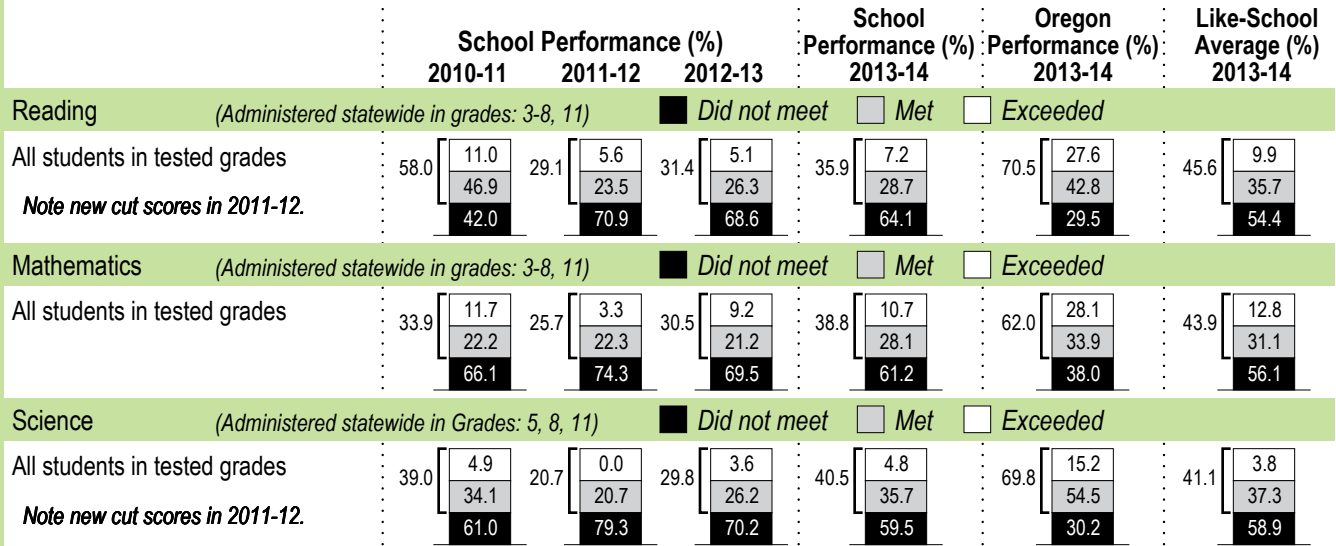 School Performance (%)
School Performance (%)
Oregon Performance (%)
Like-School Average (%)
2010-11 2011-12 2012-13 2013-14 2013-14 2013-14
Reading (Administered statewide in grades: 3-8, 11) Did not meet Met Exceeded
All students in tested grades
Note new cut scores in 2011-12.
58.0 11.0 29.1 5.6 31.4 5.1 35.9 7.2 70.5 27.6 45.6 9.9
46.9 23.5 26.3 28.7 42.8 35.7
42.0 70.9 68.6 64.1 29.5 54.4
Mathematics (Administered statewide in grades: 3-8, 11) Did not meet Met Exceeded
All students in tested grades
33.9 11.7 25.7 3.3 30.5 9.2 38.8 10.7 62.0 28.1 43.9 12.8
22.2 22.3 21.2 28.1 33.9 31.1
66.1 74.3 69.5 61.2 38.0 56.1
Science (Administered statewide in Grades: 5, 8, 11) Did not meet Met Exceeded
All students in tested grades
Note new cut scores in 2011-12.
39.0 4.9 20.7 0.0 29.8 3.6 40.5 4.8 69.8 15.2 41.1 3.8
34.1 20.7 26.2 35.7 54.5 37.3
61.0 79.3 70.2 59.5 30.2 58.9